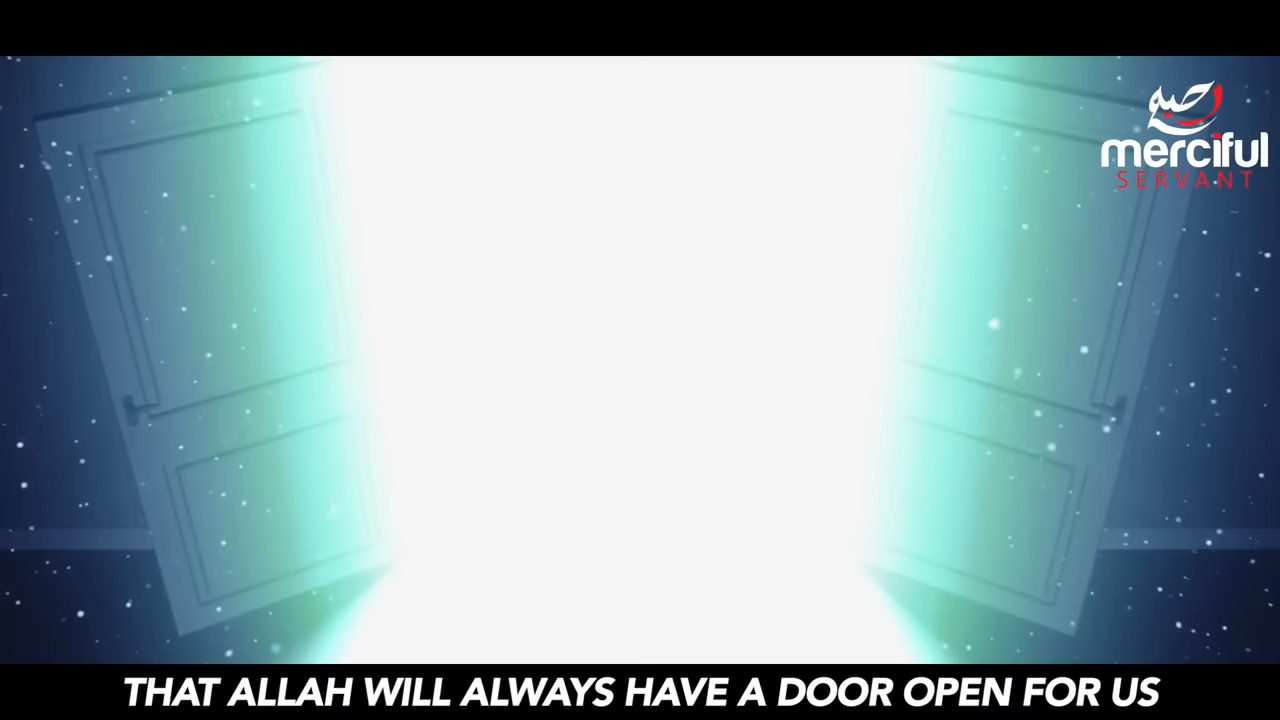 merciful
SERVANT
THAT ALLAH WILL ALWAYS HAVE A DOOR OPEN FOR US